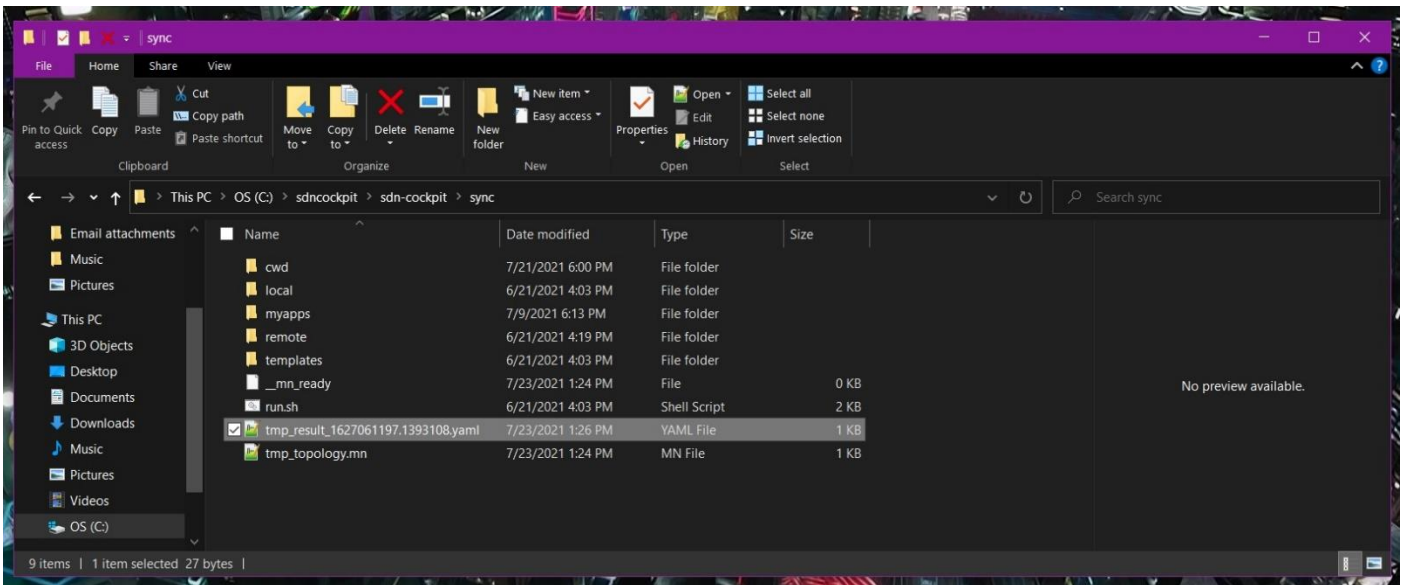 sync
File Home Share View
Pin to Quick access
Copy
Paste
Cut
Copy path
Paste shortcut
Clipboard
Move to
Copy to
Delete
Rename
Organize
New folder
New item
Easy access
New
Properties
Open
Edit
History
Open
Select all
Select none
Invert selection
Select
This PC > OS (C:) > sdncockpit > sdn-cockpit > sync
Search sync
Email attachments
Music
Pictures
This PC
3D Objects
Desktop
Documents
Downloads
Music
Pictures
Videos
OS (C:)
Name Date modified Type Size
cwd 7/21/2021 6:00 PM File folder
local 6/21/2021 4:03 PM File folder
myapps 7/9/2021 6:13 PM File folder
remote 6/21/2021 4:19 PM File folder
templates 6/21/2021 4:03 PM File folder
__mn_ready 7/23/2021 1:24 PM File 0 KB
run.sh 6/21/2021 4:03 PM Shell Script 2 KB
tmp_result_1627061197.1393108.yaml 7/23/2021 1:26 PM YAML File 1 KB
tmp_topology.mn 7/23/2021 1:24 PM MN File 1 KB
No preview available.
9 items | 1 item selected 27 bytes |